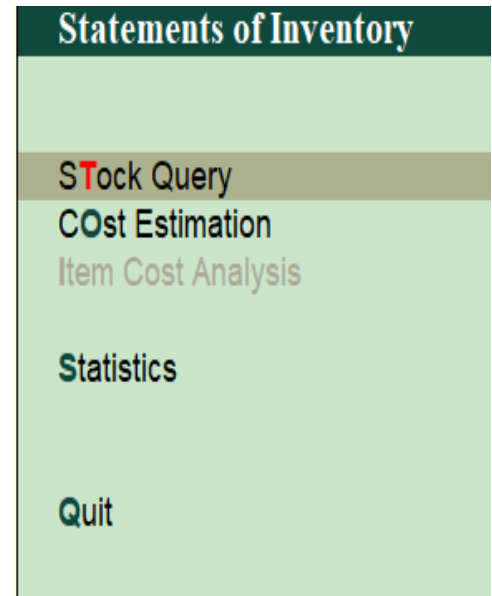 Statements of Inventory
STock Query
COst Estimation
Item Cost Analysis
Statistics
Quit